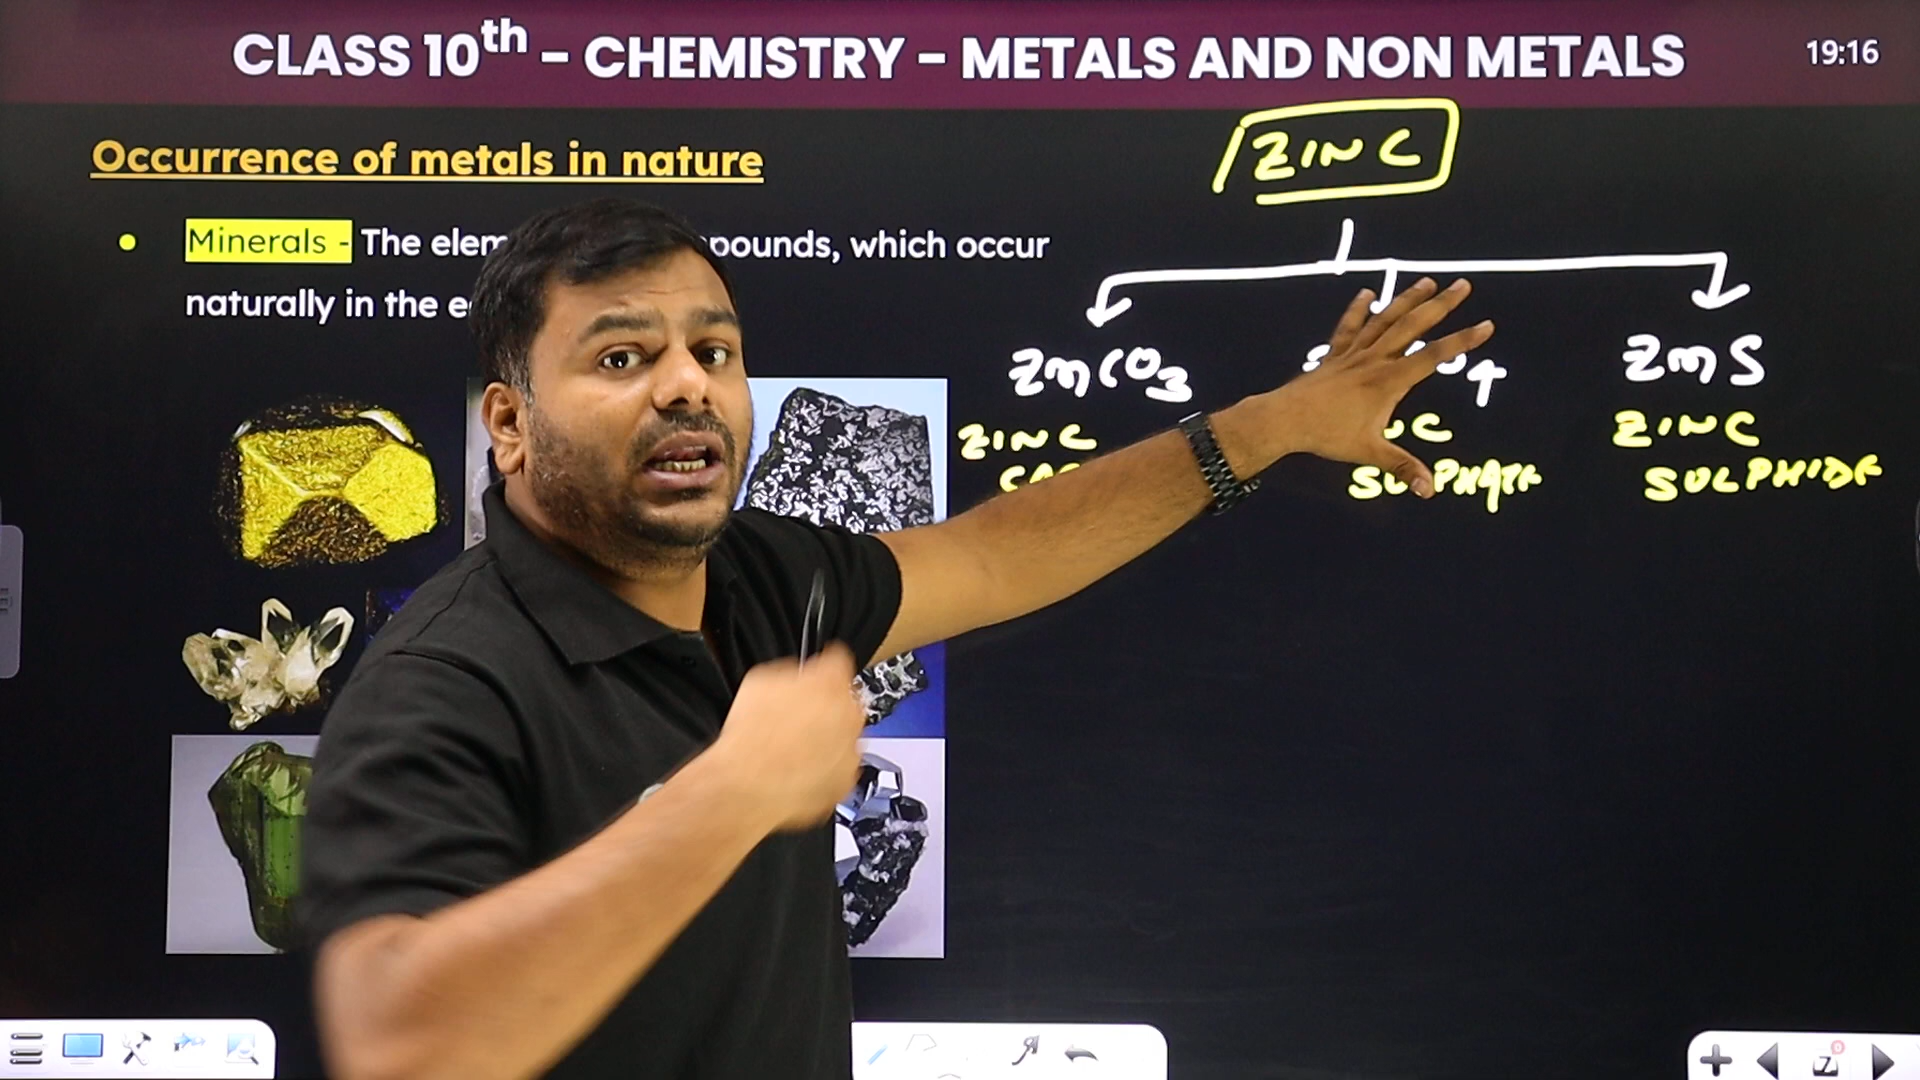 CLASS 10th - CHEMISTRY - METALS AND NON METALS
19:16
Occurrence of metals in nature
ZINC
Minerals - The pounds, which occur
naturally in the
ZnCO3
ZnS
ZINC
ZINC
SULPHATE
SULPHIDE